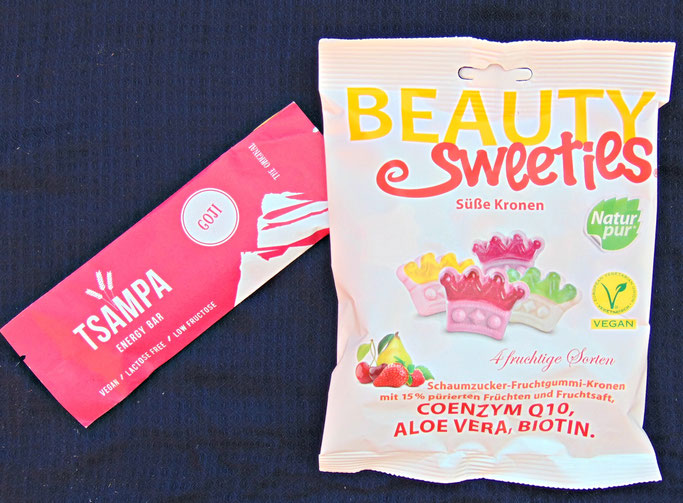 THE ORIGINAL
GOJI
TSAMPA
ENERGY BAR
VEGAN / LACTOSE FREE / LOW FRUCTOSE
BEAUTY
Sweeties®
Süße Kronen
Natur
pur
VEGAN
4 fruchtige Sorten
Schaumzucker-Fruchtgummi-Kronen
mit 15% pürierten Früchten und Fruchtsaft,
COENZYM Q10,
ALOE VERA, BIOTIN.